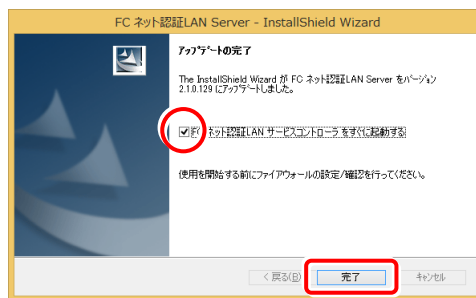 FC ネット認証LAN Server - InstallShield Wizard
アップデートの完了
The InstallShield Wizard が FC ネット認証LAN Server をバージョン
2.1.0.129 にアップデートしました。
FC ネット認証LAN サービスコントローラ をすぐに起動する
使用を開始する前にファイアウォールの設定/確認を行ってください。
< 戻る(B)
完了
キャンセル